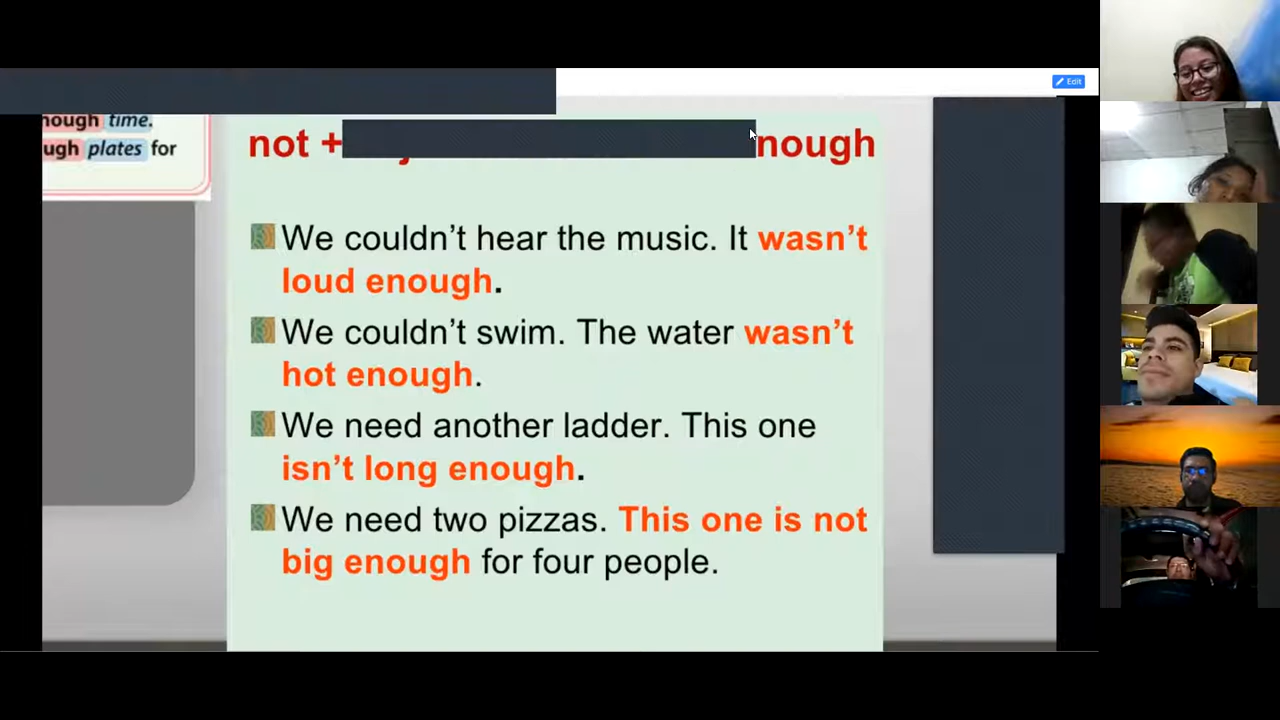 Edit
nough time.
ugh plates for
not + nough
We couldn't hear the music. It wasn't
loud enough.
We couldn't swim. The water wasn't
hot enough.
We need another ladder. This one
isn't long enough.
We need two pizzas. This one is not
big enough for four people.